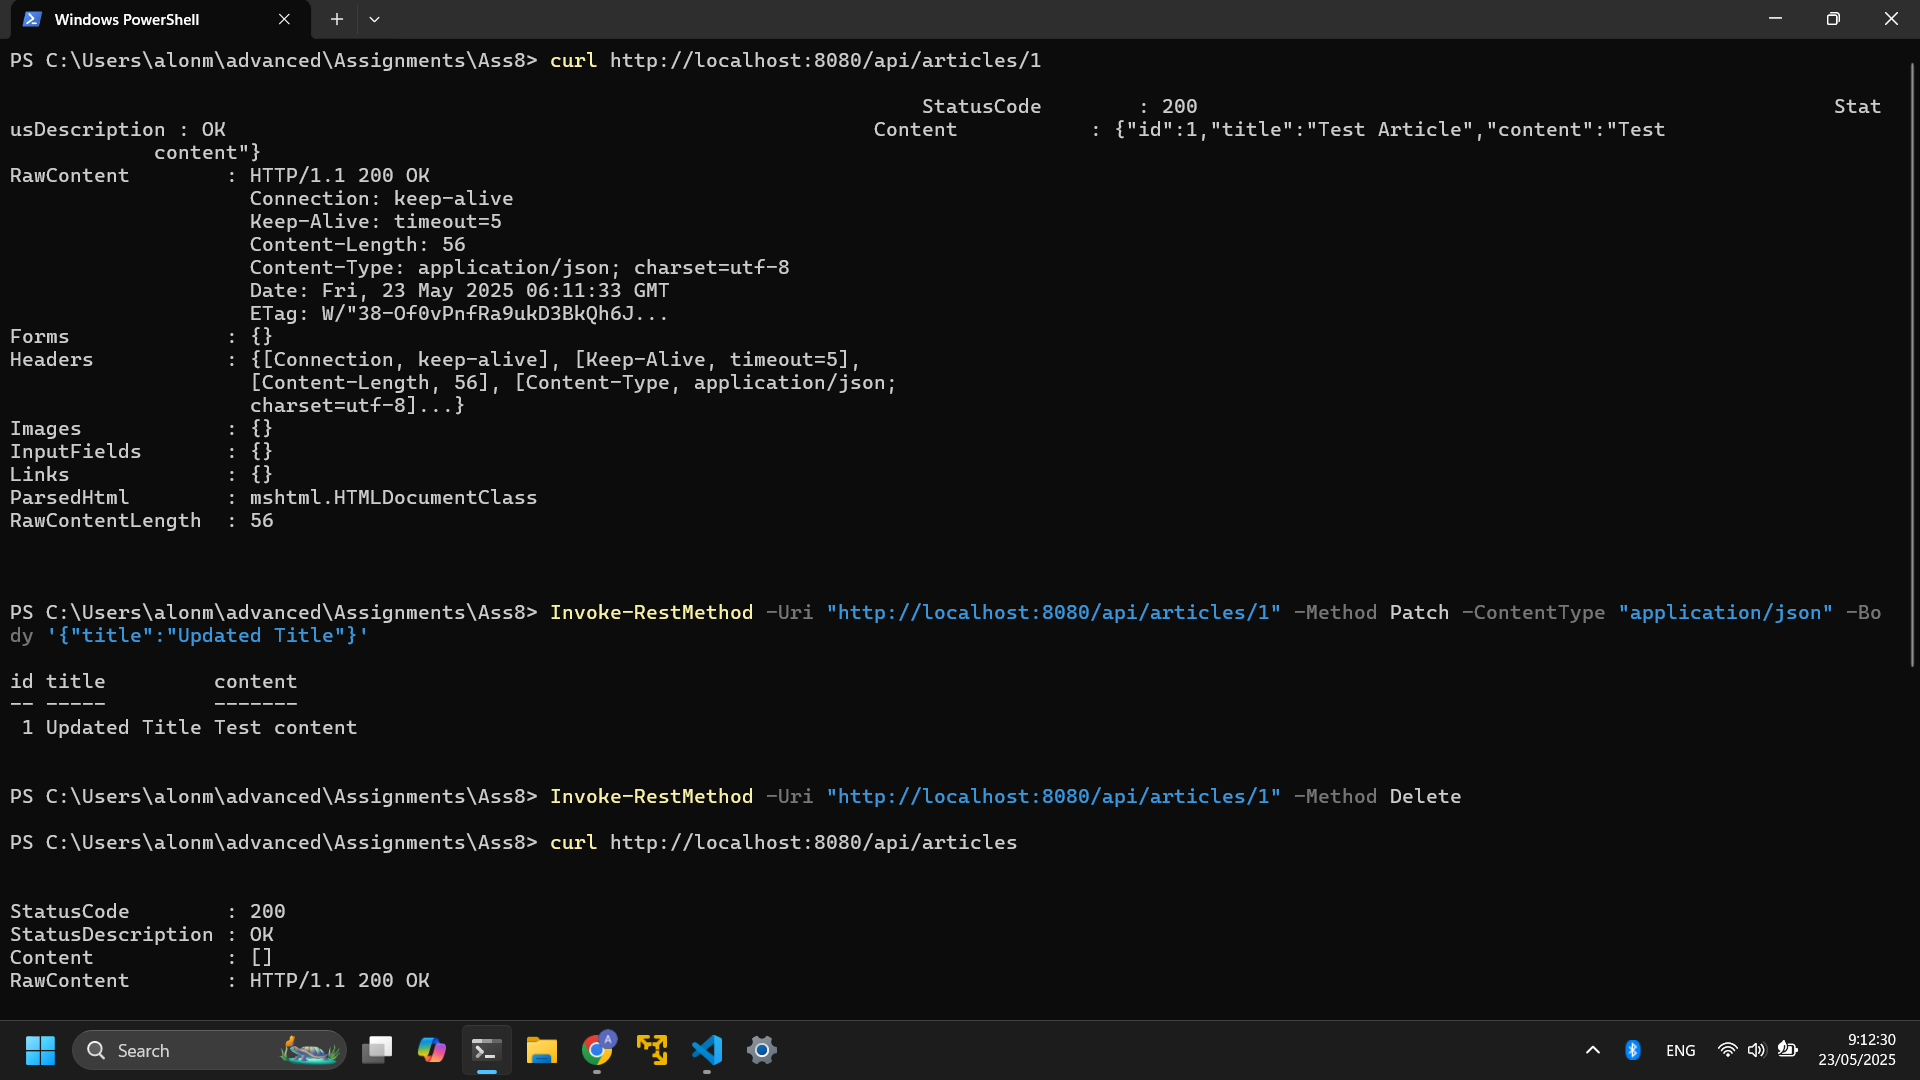 Windows PowerShell
PS C:\Users\alonm\advanced\Assignments\Ass8> curl http://localhost:8080/api/articles/1
StatusCode        : 200                                                     Stat
usDescription : OK                                                      Content           : {"id":1,"title":"Test Article","content":"Test
content"}
RawContent        : HTTP/1.1 200 OK
Connection: keep-alive
Keep-Alive: timeout=5
Content-Length: 56
Content-Type: application/json; charset=utf-8
Date: Fri, 23 May 2025 06:11:33 GMT
ETag: W/"38-Of0vPnfRa9ukD3BkQh6J...
Forms             : {}
Headers           : {[Connection, keep-alive], [Keep-Alive, timeout=5],
[Content-Length, 56], [Content-Type, application/json;
charset=utf-8]...}
Images            : {}
InputFields       : {}
Links             : {}
ParsedHtml        : mshtml.HTMLDocumentClass
RawContentLength  : 56
PS C:\Users\alonm\advanced\Assignments\Ass8> Invoke-RestMethod -Uri "http://localhost:8080/api/articles/1" -Method Patch -ContentType "application/json" -Bo
dy '{"title":"Updated Title"}'
id title         content
-- -----         -------
1 Updated Title Test content
PS C:\Users\alonm\advanced\Assignments\Ass8> Invoke-RestMethod -Uri "http://localhost:8080/api/articles/1" -Method Delete
PS C:\Users\alonm\advanced\Assignments\Ass8> curl http://localhost:8080/api/articles
StatusCode        : 200
StatusDescription : OK
Content           : []
RawContent        : HTTP/1.1 200 OK
Search
A
ENG
9:12:30
23/05/2025